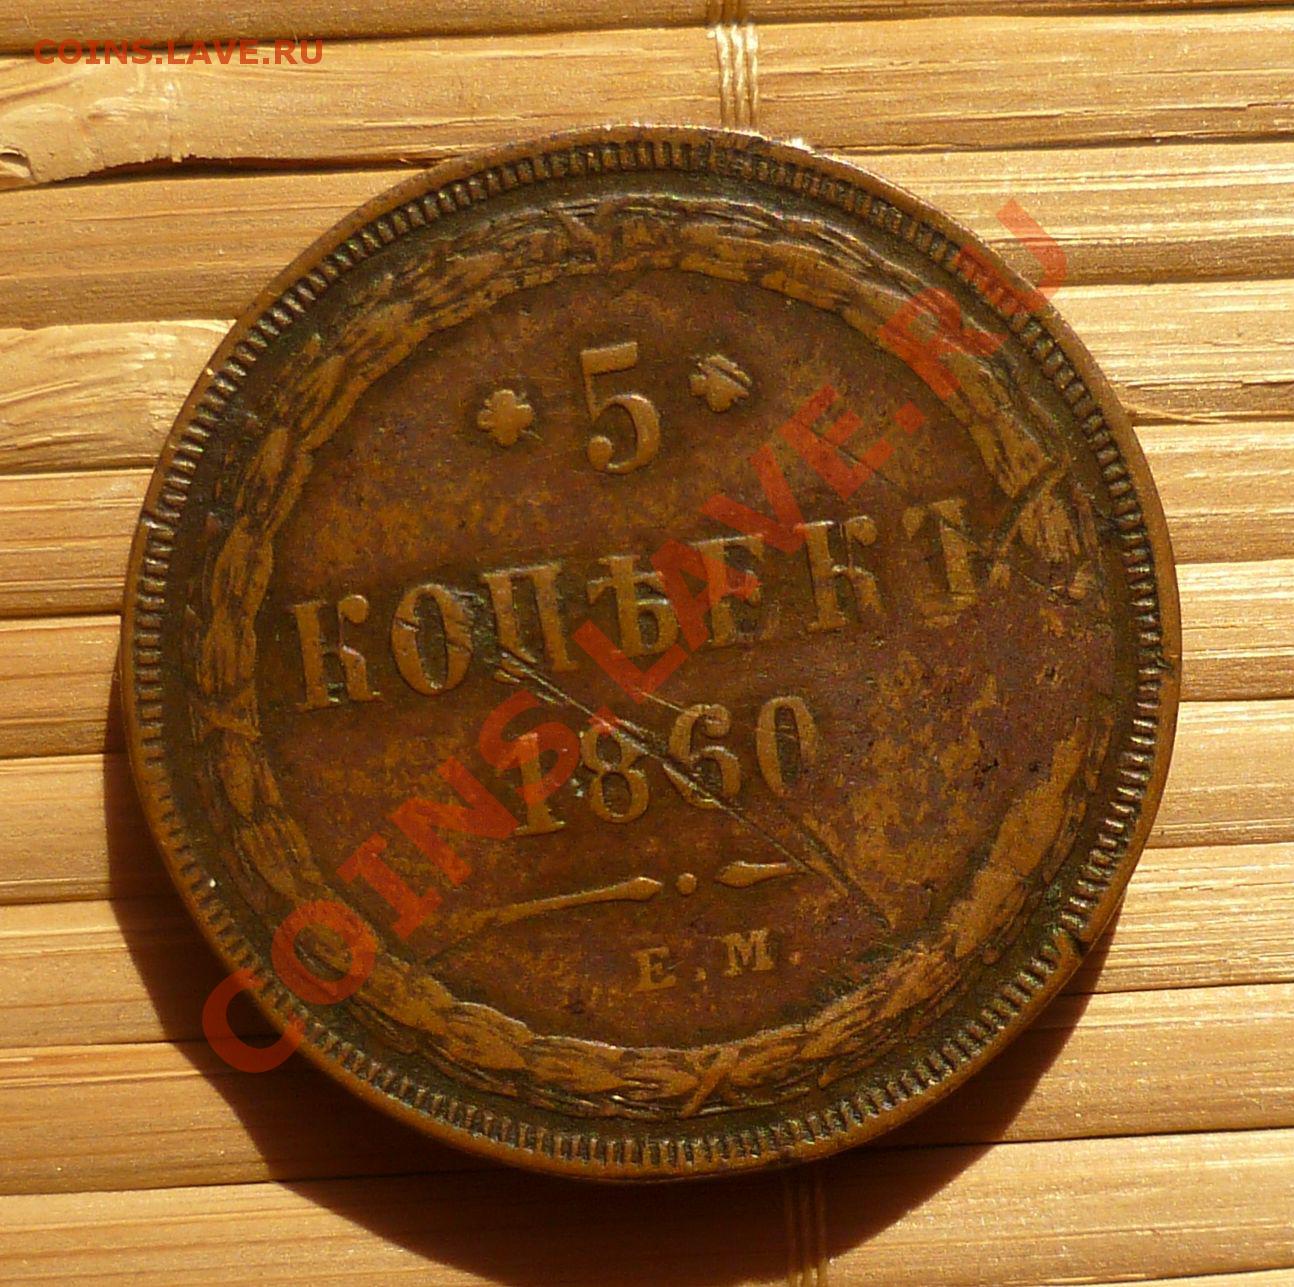 COINS.LAVE.RU
* 5 *
КОПѢЕКЪ
1860
Е.М.
COINS.LAVE.RU